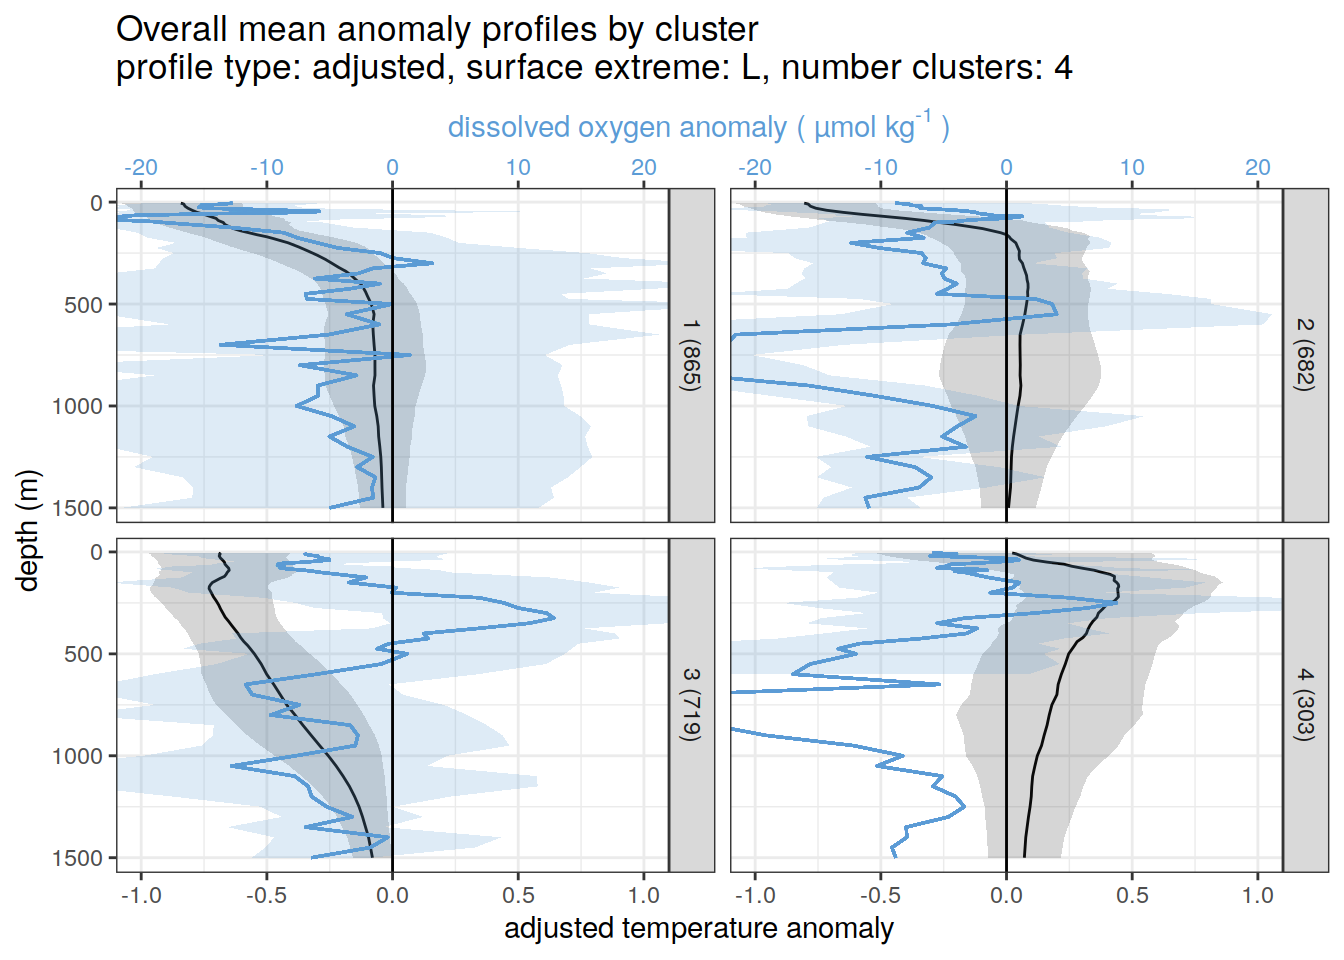 Overall mean anomaly profiles by cluster
profile type: adjusted, surface extreme: L, number clusters: 4
dissolved oxygen anomaly ( µmol kg-1 )
-20 -10 0 10 20 -20 -10 0 10 20
0
500
1000
1500
1 (865)
2 (682)
depth (m)
0
500
1000
1500
3 (719)
4 (303)
-1.0 -0.5 0.0 0.5 1.0 -1.0 -0.5 0.0 0.5 1.0
adjusted temperature anomaly